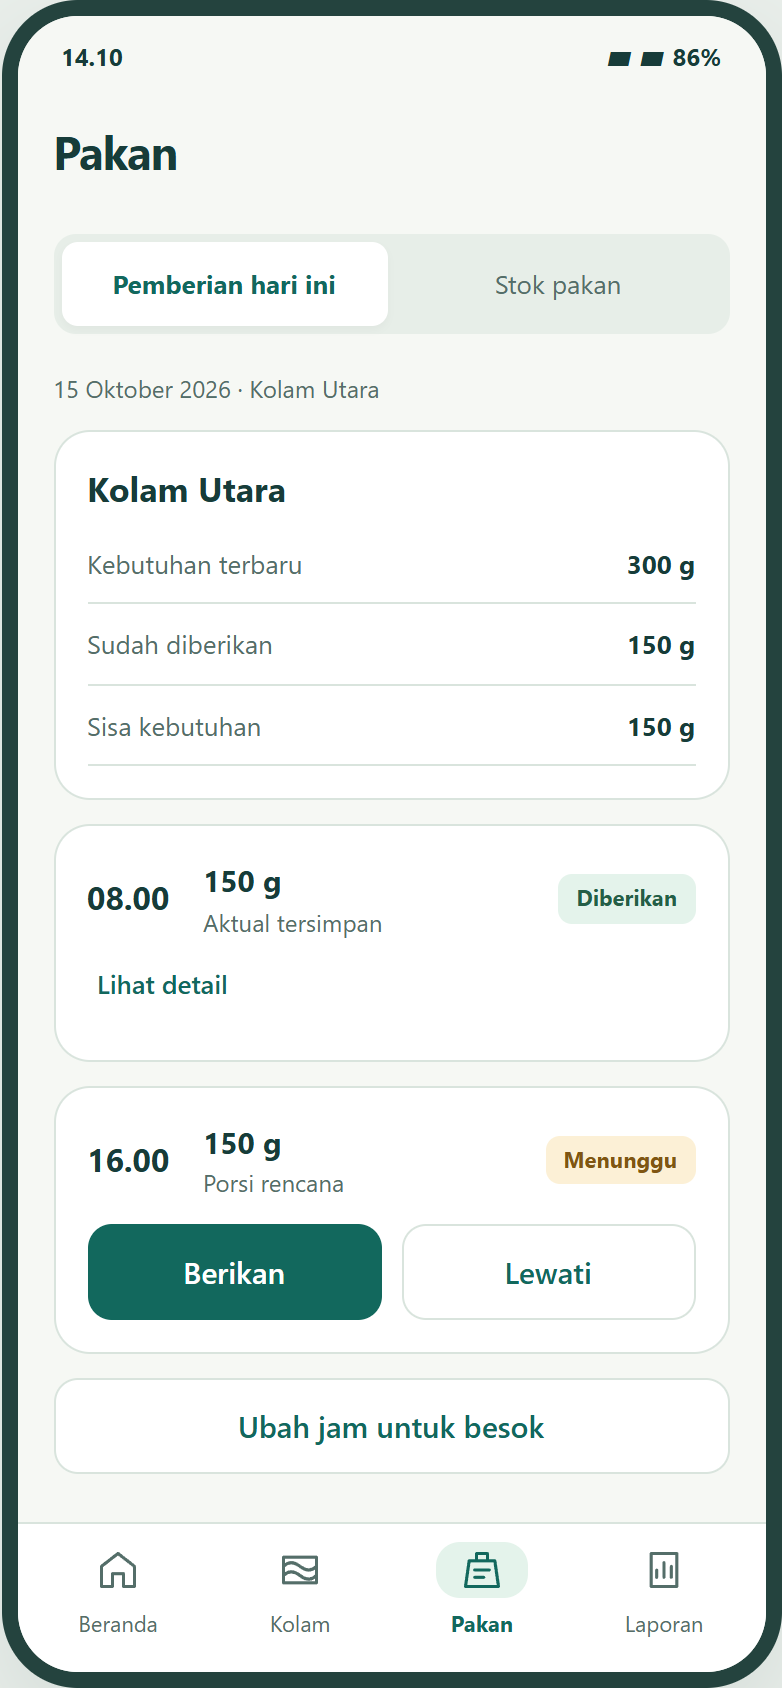 14.10
86%
Pakan
Pemberian hari ini
Stok pakan
15 Oktober 2026 · Kolam Utara
Kolam Utara
Kebutuhan terbaru 300 g
Sudah diberikan 150 g
Sisa kebutuhan 150 g
08.00
150 g
Aktual tersimpan
Diberikan
Lihat detail
16.00
150 g
Porsi rencana
Menunggu
Berikan
Lewati
Ubah jam untuk besok
Beranda
Kolam
Pakan
Laporan